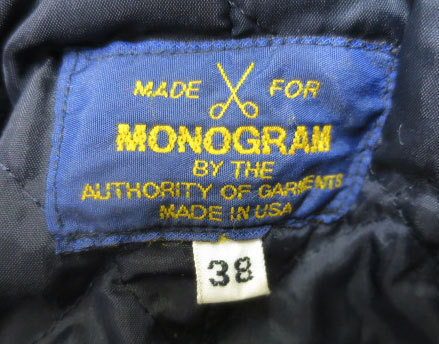 MADE FOR
MONOGRAM
BY THE
AUTHORITY OF GARMENTS
MADE IN USA
38